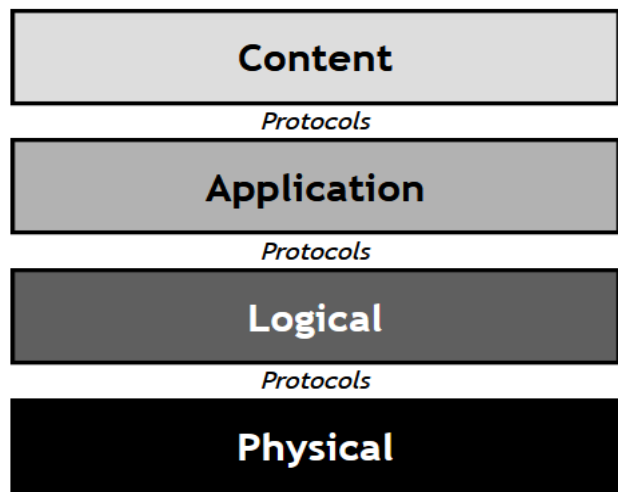 Content
Protocols
Application
Protocols
Logical
Protocols
Physical